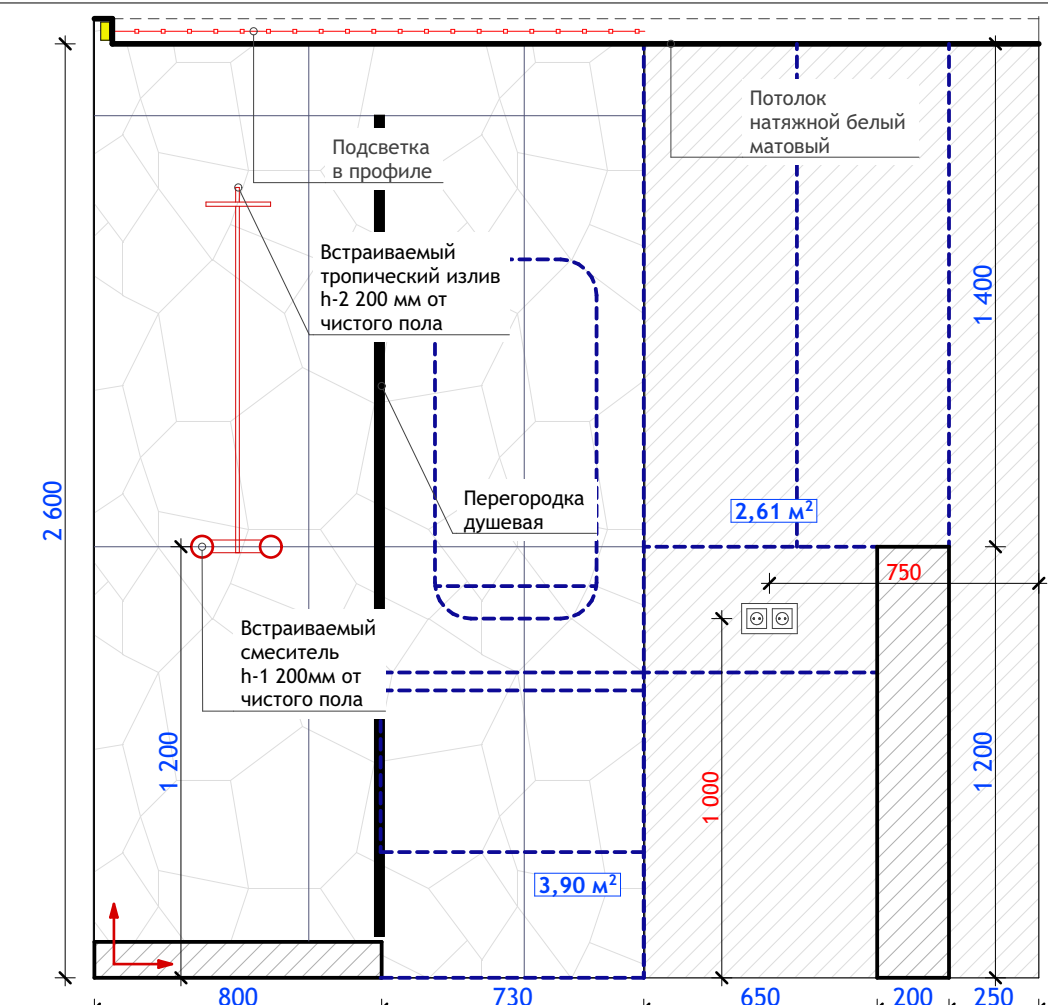 Подсветка
в профиле
Потолок
натяжной белый
матовый
Встраиваемый
тропический излив
h-2 200 мм от
чистого пола
1 400
2 600
Перегородка
душевая
2,61 м²
750
Встраиваемый
смеситель
h-1 200мм от
чистого пола
1 200
1 000
1 200
3,90 м²
800
730
650
200
250